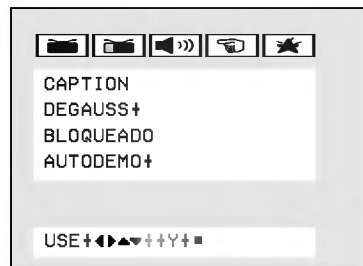 CAPTION
DEGAUSS
BLOQUEADO
AUTODEMO
USE ◀▶▲▼ Y ■